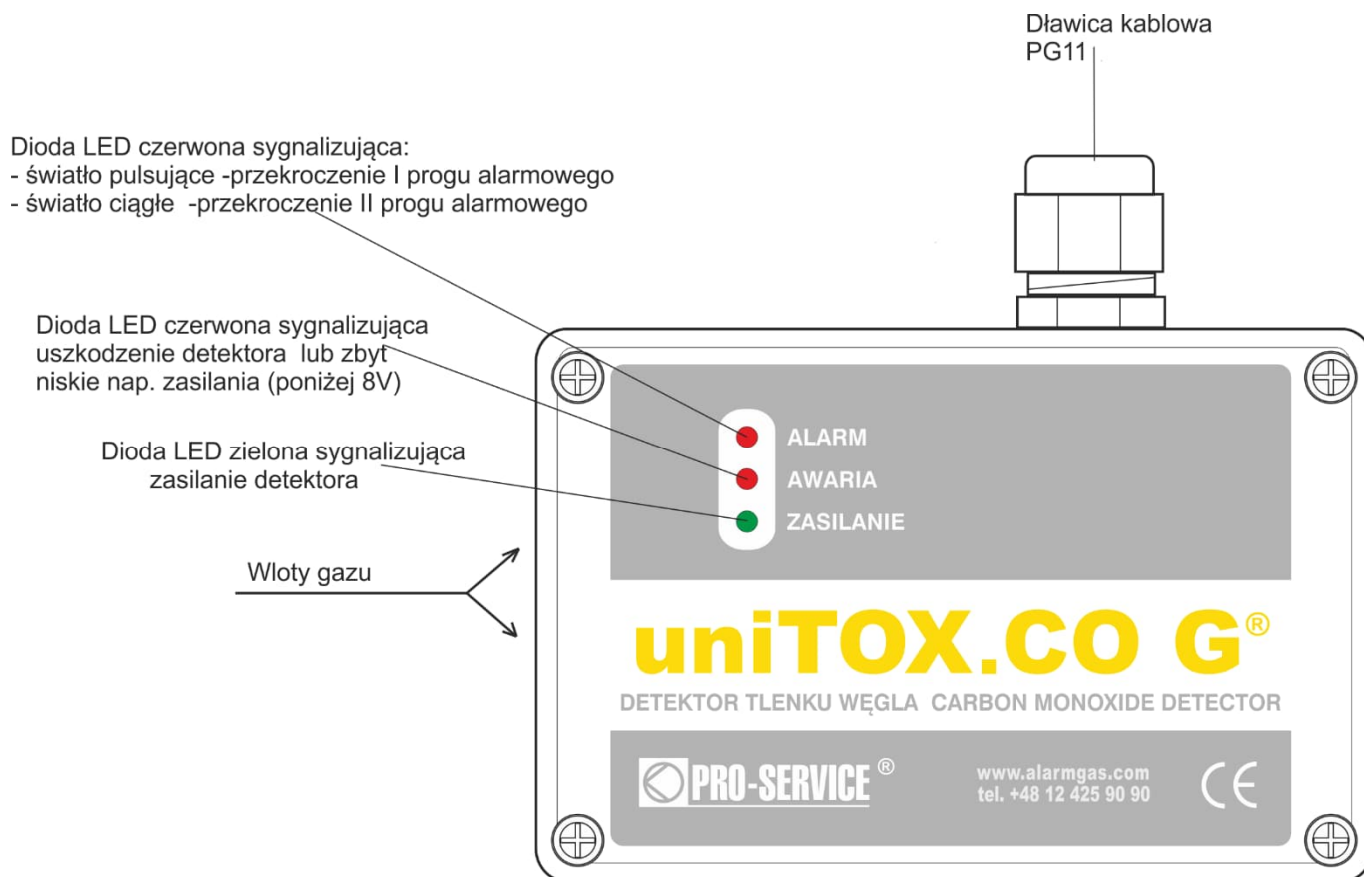 Dławica kablowa
PG11
Dioda LED czerwona sygnalizująca:
- światło pulsujące -przekroczenie I progu alarmowego
- światło ciągłe -przekroczenie II progu alarmowego
Dioda LED czerwona sygnalizująca
uszkodzenie detektora lub zbyt
niskie nap. zasilania (poniżej 8V)
Dioda LED zielona sygnalizująca
zasilanie detektora
Wloty gazu
ALARM
AWARIA
ZASILANIE
uniTOX.CO G®
DETEKTOR TLENKU WĘGLA CARBON MONOXIDE DETECTOR
PRO-SERVICE ®
www.alarmgas.com
tel. +48 12 425 90 90
CE